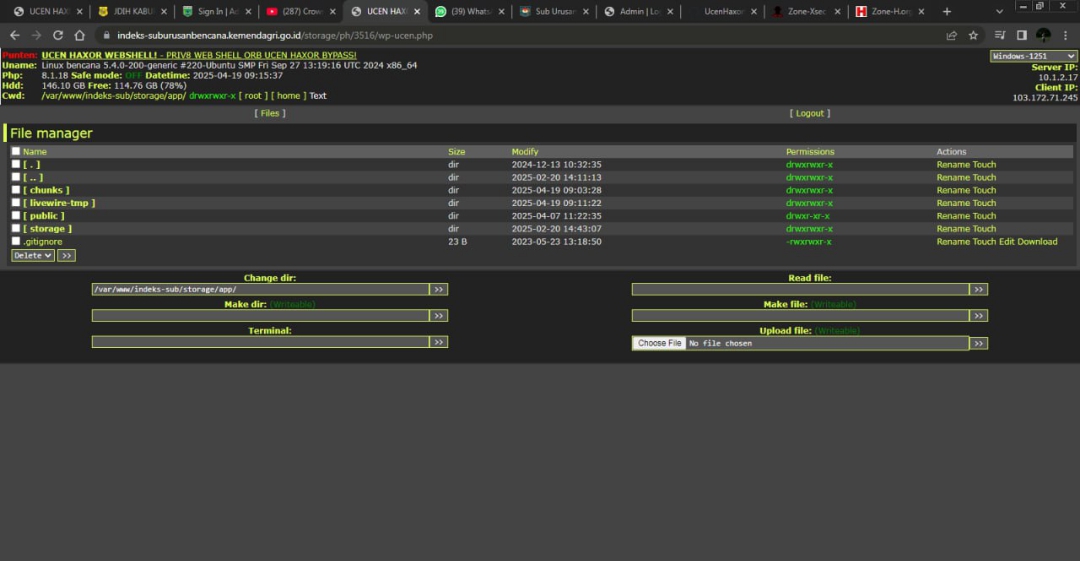 UCEN HAX
JDIH KABU
Sign In | A
(287) Crow
UCEN HAX
(39) Whats
Sub Urusan
Admin | Lo
UcenHaxor
Zone-Xsec
Zone-H.or
indeks-suburusanbencana.kemendagri.go.id/storage/ph/3516/wp-ucen.php
Punten: UCEN HAXOR WEBSHELL! - PRIV8 WEB SHELL ORB UCEN HAXOR BYPASS!
Windows-1251
Uname: Linux bencana 5.4.0-200-generic #220-Ubuntu SMP Fri Sep 27 13:19:16 UTC 2024 x86_64
Server IP:
Php: 8.1.18 Safe mode: OFF Datetime: 2025-04-19 09:15:37
10.1.2.17
Hdd: 146.10 GB Free: 114.76 GB (78%)
Client IP:
Cwd: /var/www/indeks-sub/storage/app/ drwxrwxr-x [ root ] [ home ] Text
103.172.71.245
[ Files ] [ Logout ]
File manager
Name Size Modify Permissions Actions
[ . ] dir 2024-12-13 10:32:35 drwxrwxr-x Rename Touch
[ .. ] dir 2025-02-20 14:11:13 drwxrwxr-x Rename Touch
[ chunks ] dir 2025-04-19 09:03:28 drwxrwxr-x Rename Touch
[ livewire-tmp ] dir 2025-04-19 09:11:22 drwxrwxr-x Rename Touch
[ public ] dir 2025-04-07 11:22:35 drwxr-xr-x Rename Touch
[ storage ] dir 2025-02-20 14:43:07 drwxrwxr-x Rename Touch
.gitignore 23 B 2023-05-23 13:18:50 -rwxrwxr-x Rename Touch Edit Download
Delete >>
Change dir: Read file:
/var/www/indeks-sub/storage/app/ >> >>
Make dir: (Writeable) Make file: (Writeable)
>> >>
Terminal: Upload file: (Writeable)
>> Choose File No file chosen >>